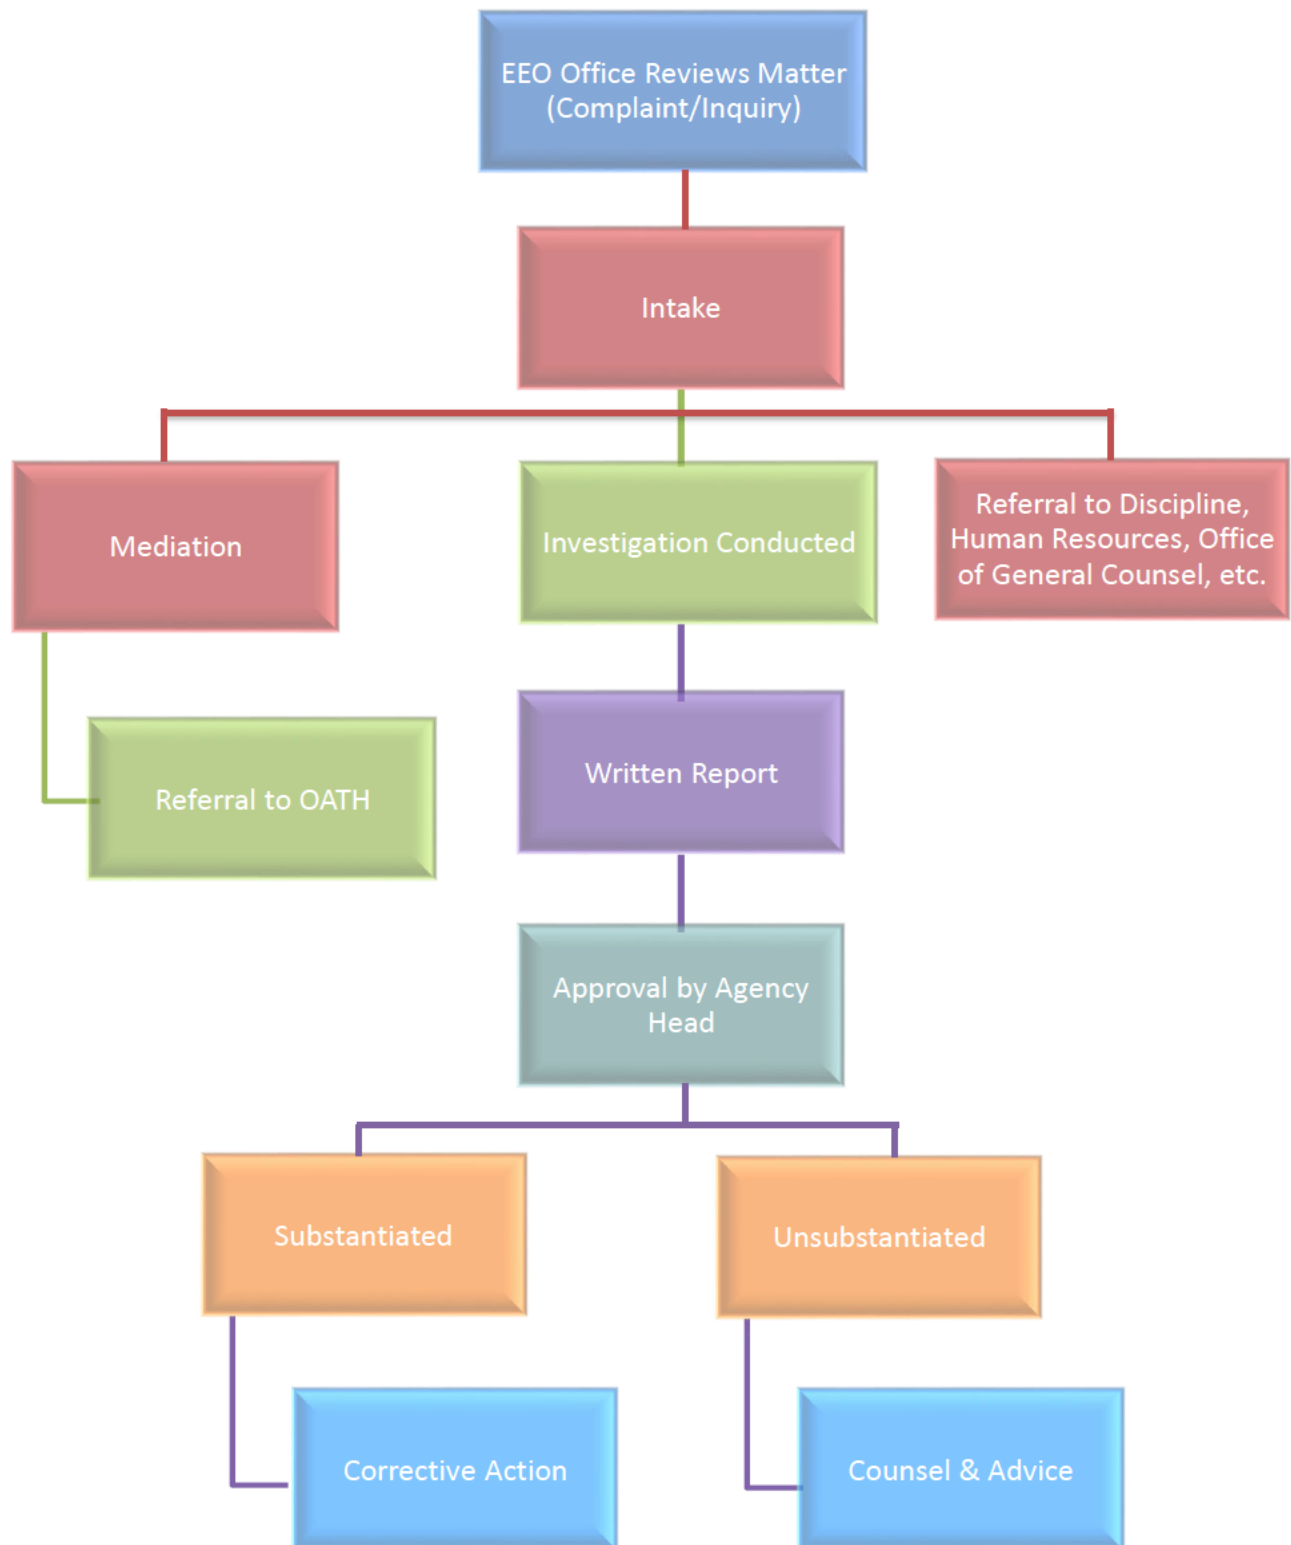 EEO Office Reviews Matter
(Complaint/Inquiry)
Intake
Mediation
Investigation Conducted
Referral to Discipline,
Human Resources, Office
of General Counsel, etc.
Referral to OATH
Written Report
Approval by Agency
Head
Substantiated
Unsubstantiated
Corrective Action
Counsel & Advice